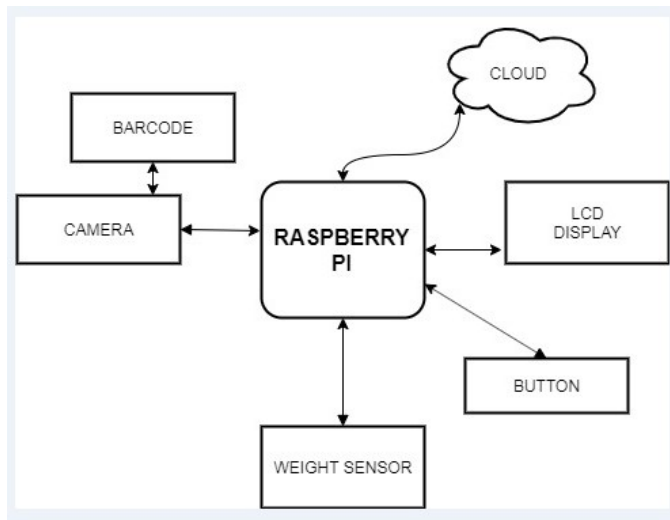 CLOUD
BARCODE
CAMERA
RASPBERRY
PI
LCD
DISPLAY
BUTTON
WEIGHT SENSOR